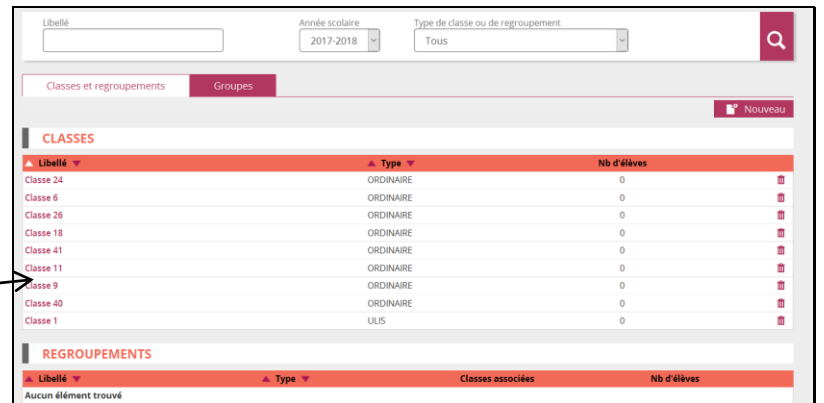 Libellé Année scolaire Type de classe ou de regroupement
2017-2018 Tous
Classes et regroupements Groupes
Nouveau
CLASSES
Libellé Type Nb d'élèves
Classe 24 ORDINAIRE 0
Classe 6 ORDINAIRE 0
Classe 26 ORDINAIRE 0
Classe 18 ORDINAIRE 0
Classe 41 ORDINAIRE 0
Classe 11 ORDINAIRE 0
Classe 9 ORDINAIRE 0
Classe 40 ORDINAIRE 0
Classe 1 ULIS 0
REGROUPEMENTS
Libellé Type Classes associées Nb d'élèves
Aucun élément trouvé